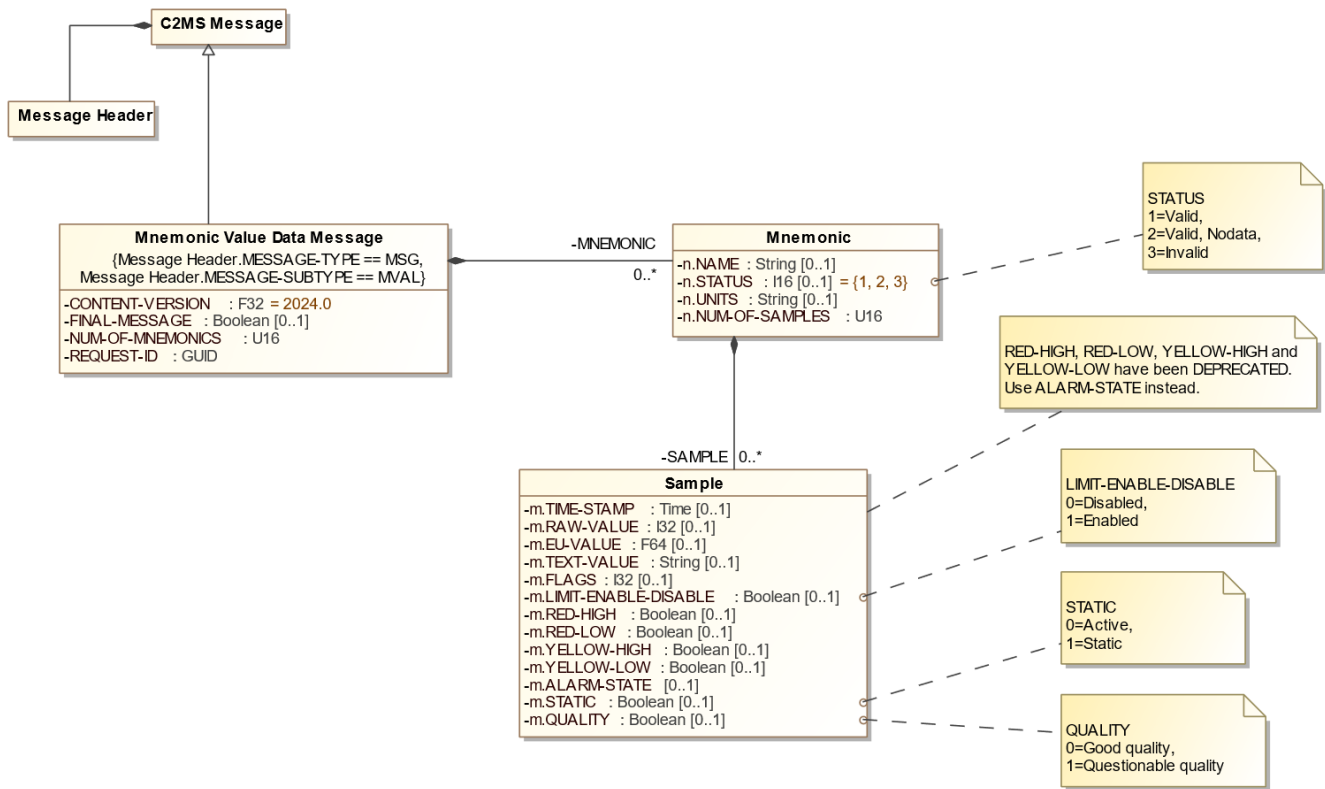 C2MS Message
Message Header
Mnemonic Value Data Message
{Message Header.MESSAGE-TYPE == MSG,
Message Header.MESSAGE-SUBTYPE == MVAL}
-CONTENT-VERSION : F32 = 2024.0
-FINAL-MESSAGE : Boolean [0..1]
-NUM-OF-MNEMONICS : U16
-REQUEST-ID : GUID
-MNEMONIC
0..*
Mnemonic
-n.NAME : String [0..1]
-n.STATUS : I16 [0..1] = {1, 2, 3}
-n.UNITS : String [0..1]
-n.NUM-OF-SAMPLES : U16
STATUS
1=Valid,
2=Valid, Nodata,
3=Invalid
RED-HIGH, RED-LOW, YELLOW-HIGH and
YELLOW-LOW have been DEPRECATED.
Use ALARM-STATE instead.
-SAMPLE 0..*
Sample
-m.TIME-STAMP : Time [0..1]
-m.RAW-VALUE : I32 [0..1]
-m.EU-VALUE : F64 [0..1]
-m.TEXT-VALUE : String [0..1]
-m.FLAGS : I32 [0..1]
-m.LIMIT-ENABLE-DISABLE : Boolean [0..1]
-m.RED-HIGH : Boolean [0..1]
-m.RED-LOW : Boolean [0..1]
-m.YELLOW-HIGH : Boolean [0..1]
-m.YELLOW-LOW : Boolean [0..1]
-m.ALARM-STATE [0..1]
-m.STATIC : Boolean [0..1]
-m.QUALITY : Boolean [0..1]
LIMIT-ENABLE-DISABLE
0=Disabled,
1=Enabled
STATIC
0=Active,
1=Static
QUALITY
0=Good quality,
1=Questionable quality